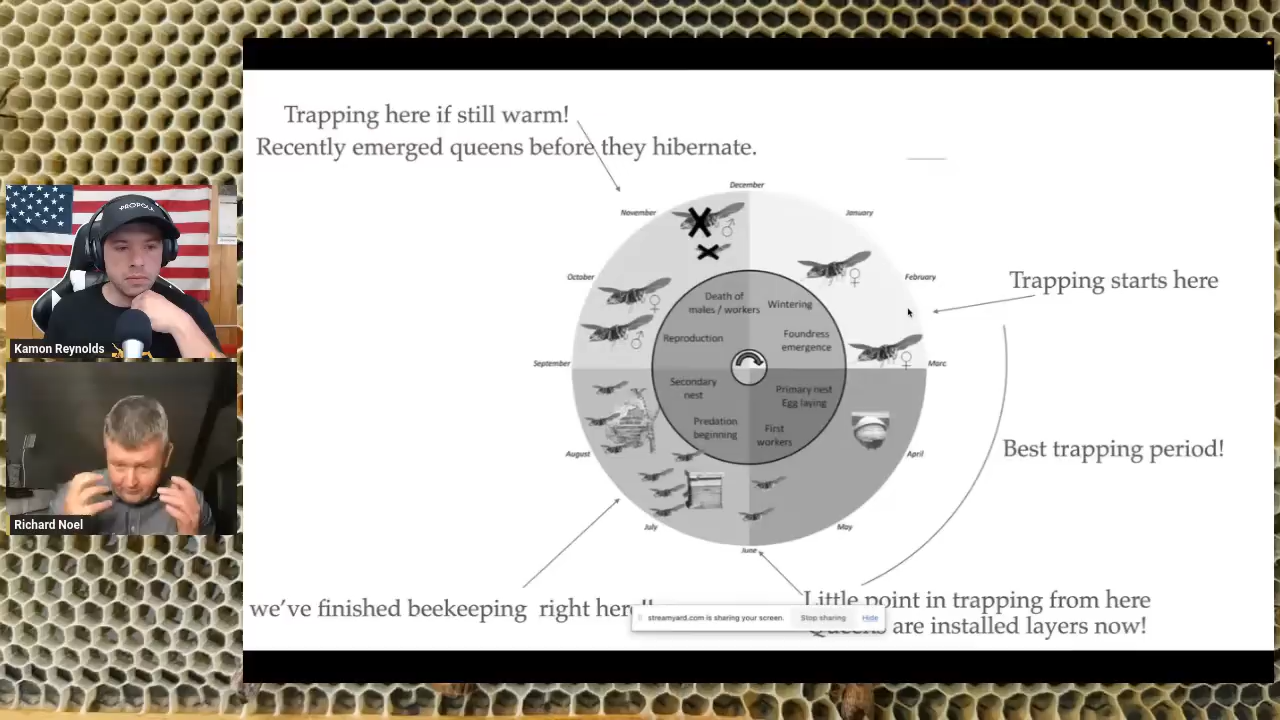 Trapping here if still warm!
Recently emerged queens before they hibernate.
December
November
January
October
February
Trapping starts here
Death of
males / workers
Wintering
PROPOL
Reproduction
Foundress
emergence
Kamon Reynolds
September
Marc
Secondary
nest
Primary nest
Egg laying
Predation
beginning
First
workers
Best trapping period!
August
April
Richard Noel
July
May
June
we've finished beekeeping right here!!
Little point in trapping from here
streamyard.com is sharing your screen.
Stop sharing
Hide
Queens are installed layers now!